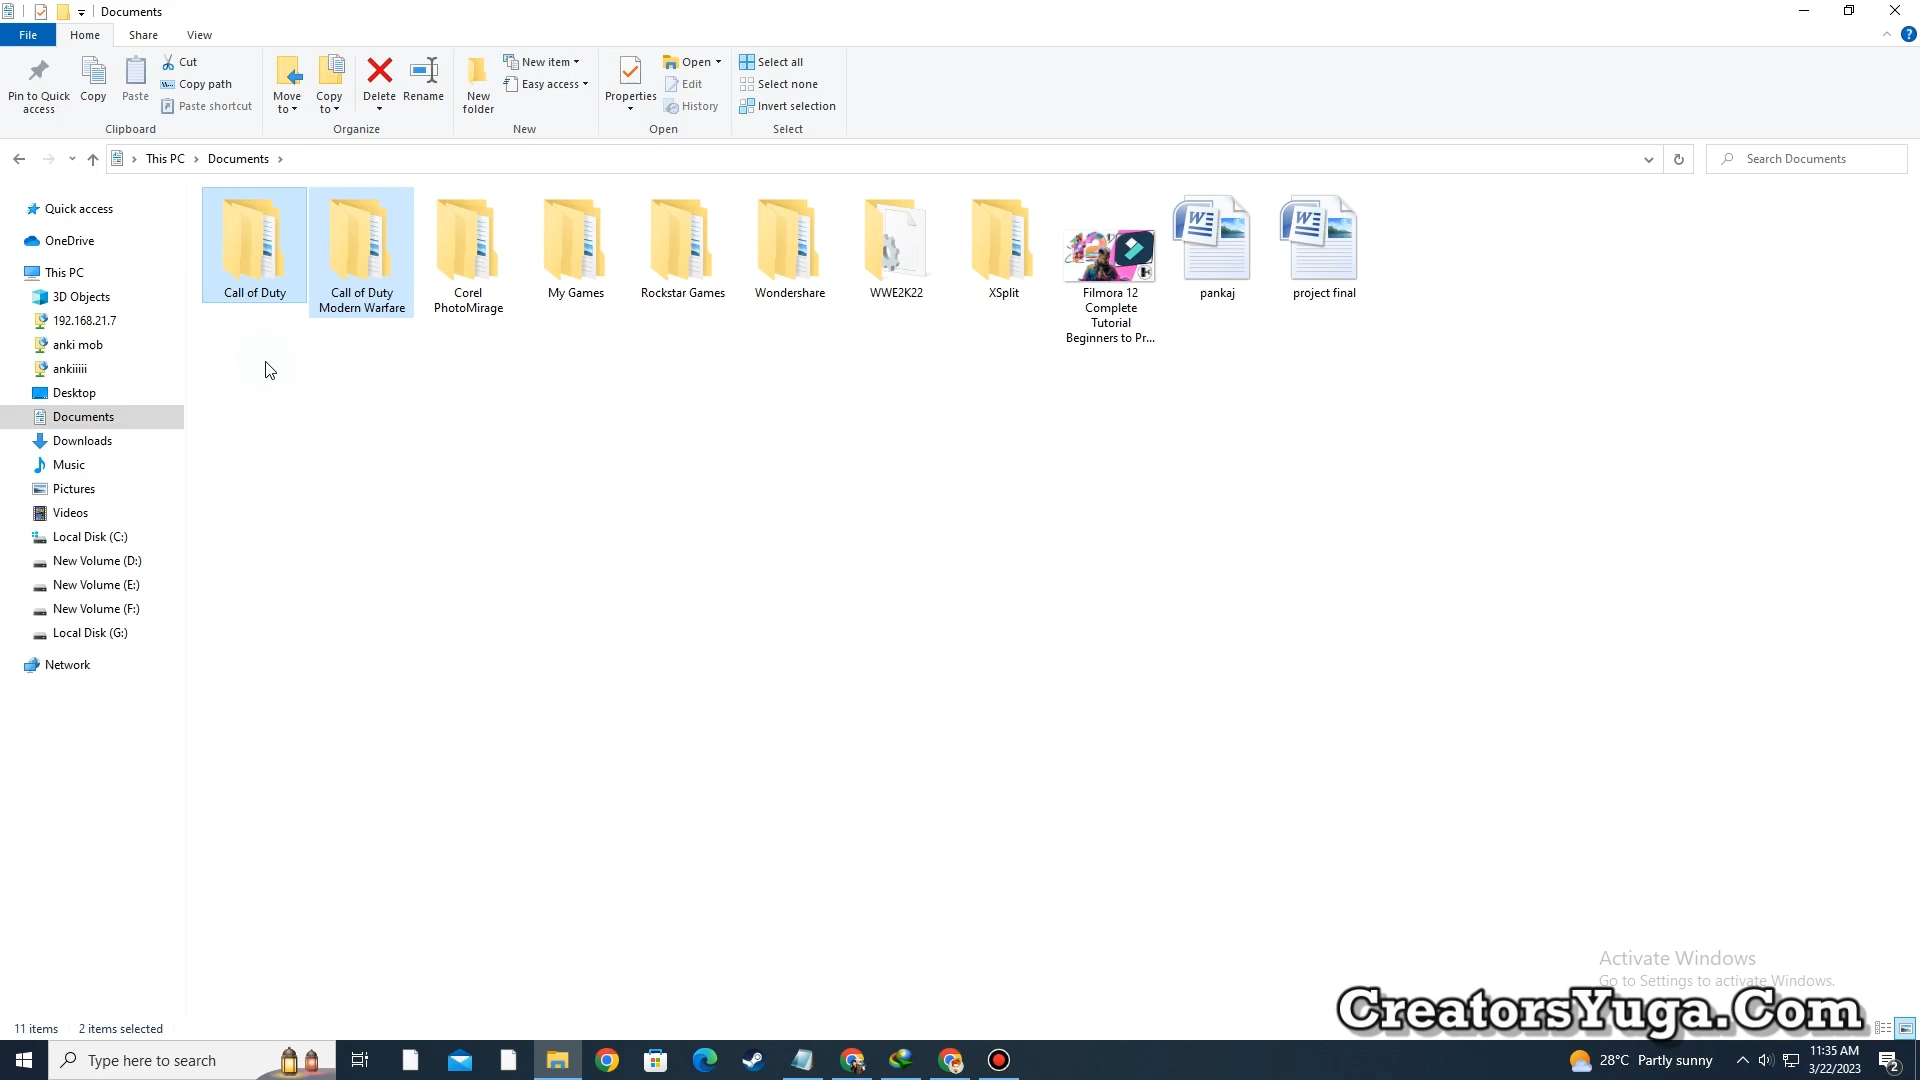 Documents
File Home Share View
Pin to Quick access
Copy
Paste
Cut
Copy path
Paste shortcut
Clipboard
Move to
Copy to
Delete
Rename
Organize
New folder
New item
Easy access
New
Properties
Open
Edit
History
Open
Select all
Select none
Invert selection
Select
This PC
Documents
Search Documents
Quick access
OneDrive
This PC
3D Objects
192.168.21.7
anki mob
ankiiiii
Desktop
Documents
Downloads
Music
Pictures
Videos
Local Disk (C:)
New Volume (D:)
New Volume (E:)
New Volume (F:)
Local Disk (G:)
Network
Call of Duty
Call of Duty
Modern Warfare
Corel
PhotoMirage
My Games
Rockstar Games
Wondershare
WWE2K22
XSplit
Filmora 12
Complete
Tutorial
Beginners to Pr...
pankaj
project final
Activate Windows
Go to Settings to activate Windows.
CreatorsYuga.Com
11 items 2 items selected
Type here to search
28°C Partly sunny
11:35 AM
3/22/2023
2